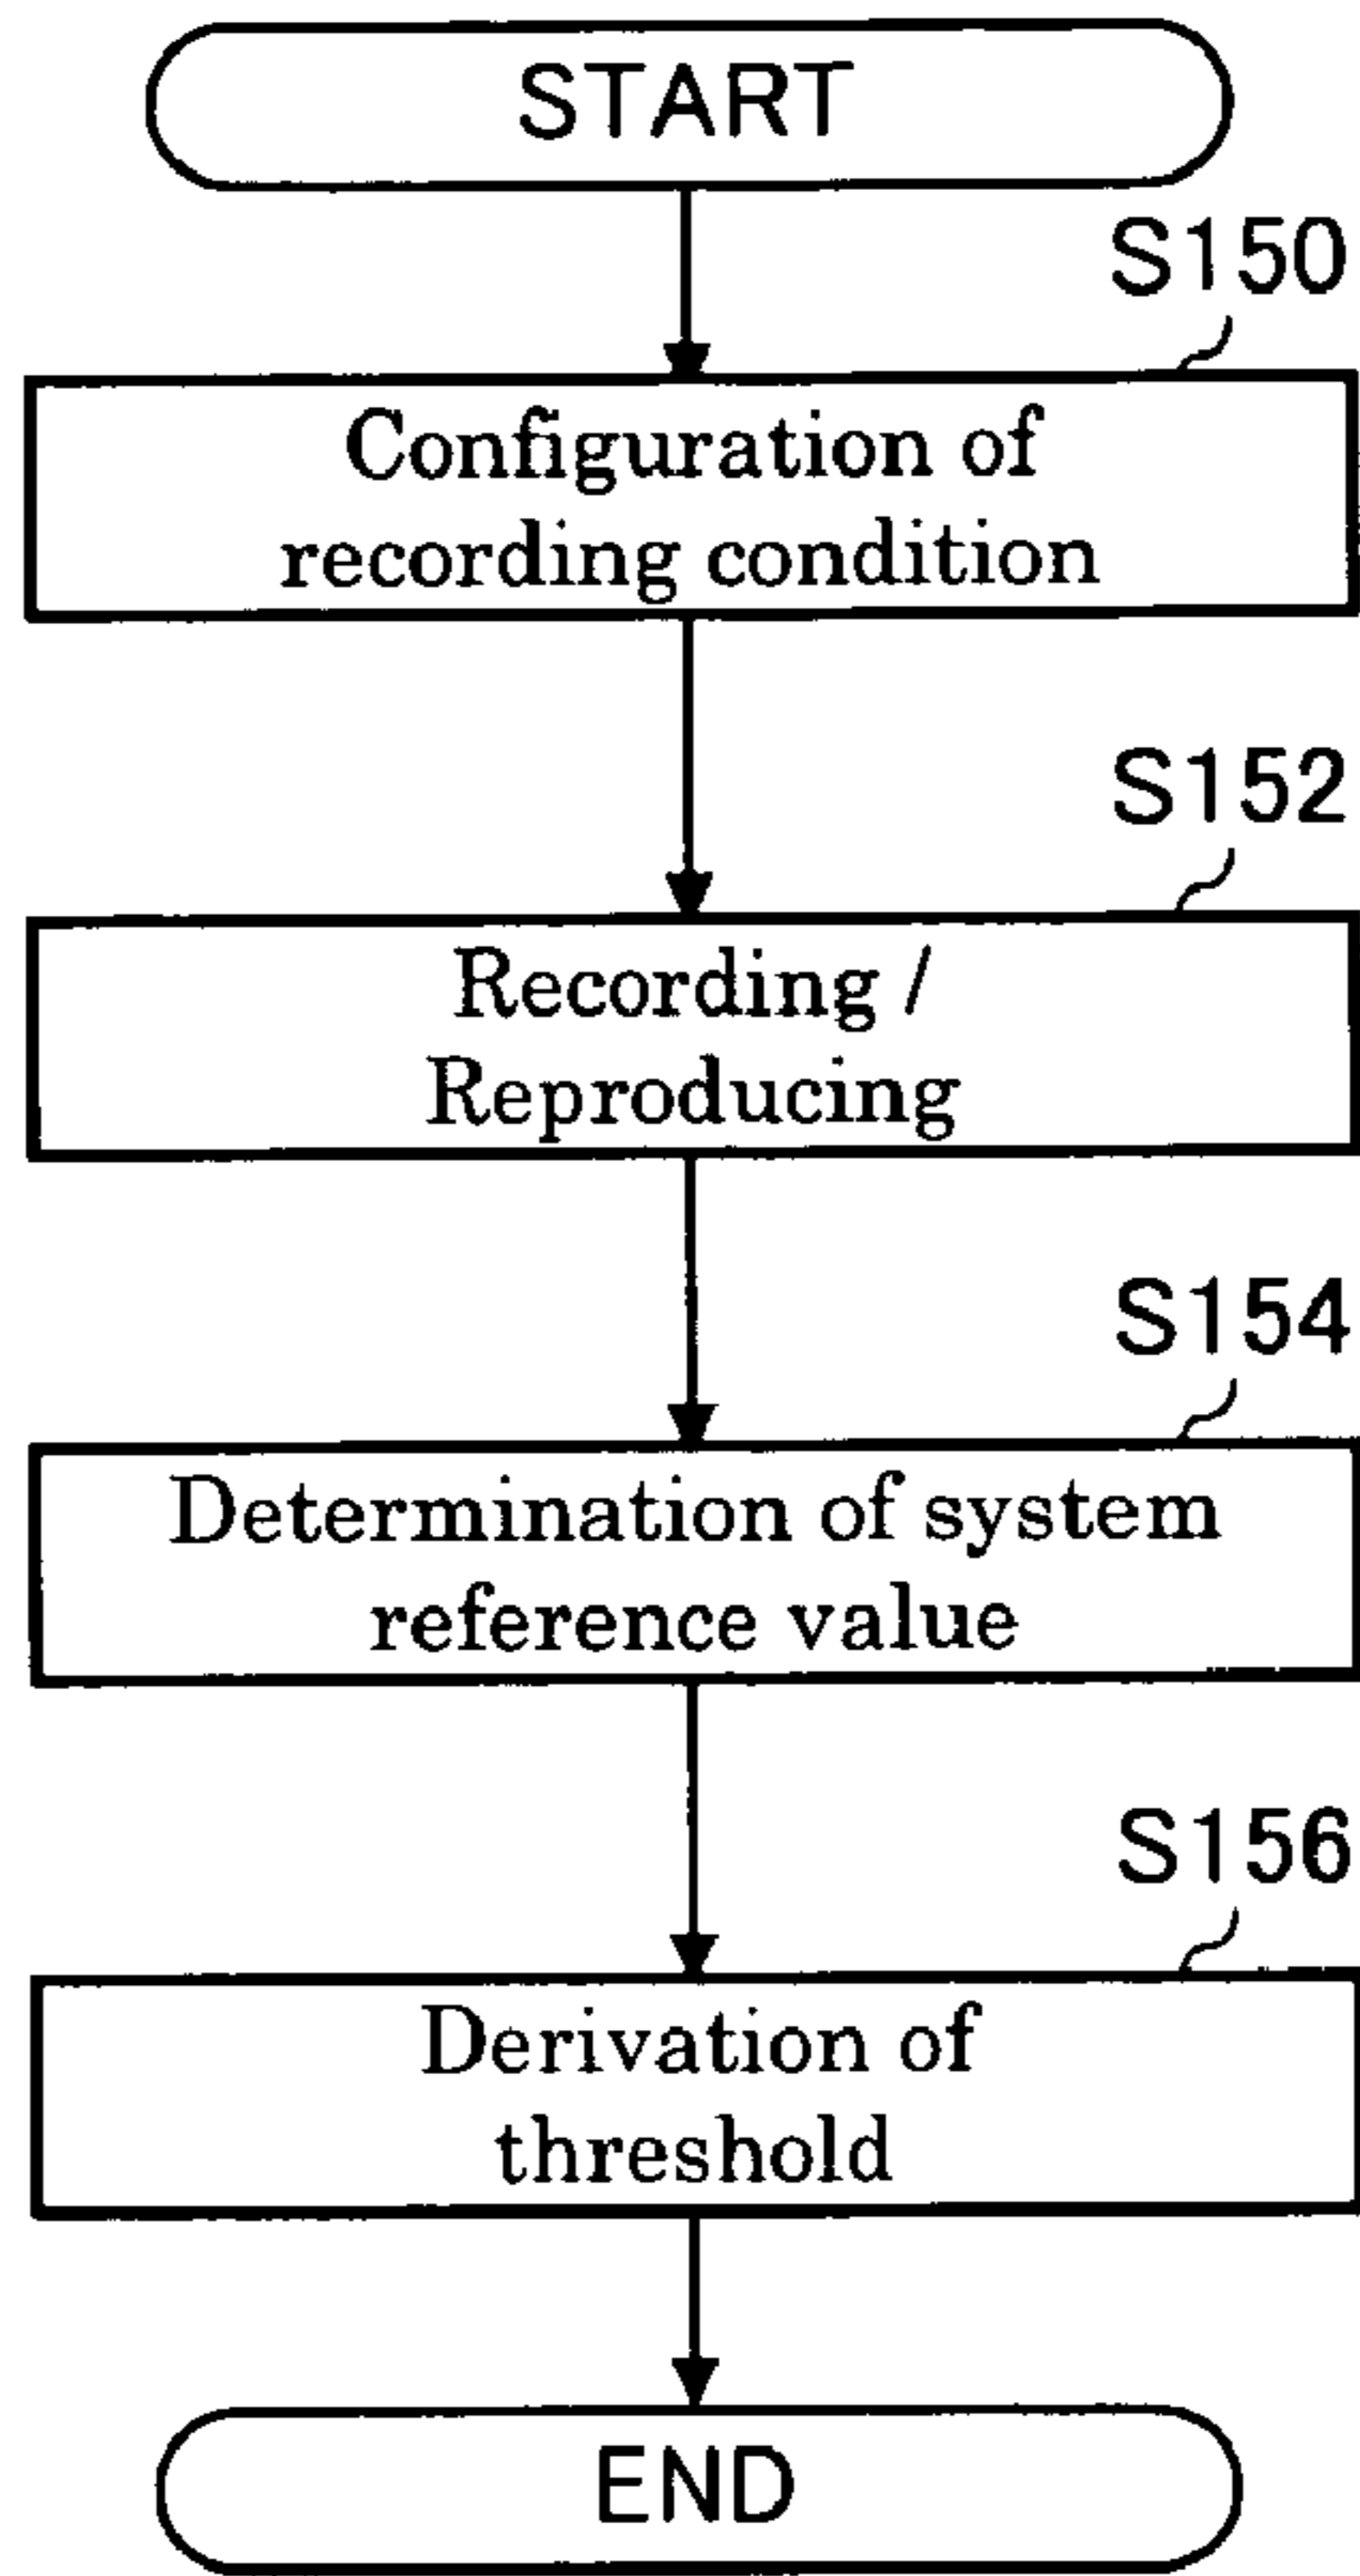 START
S150
Configuration of
recording condition
S152
Recording /
Reproducing
S154
Determination of system
reference value
S156
Derivation of
threshold
END